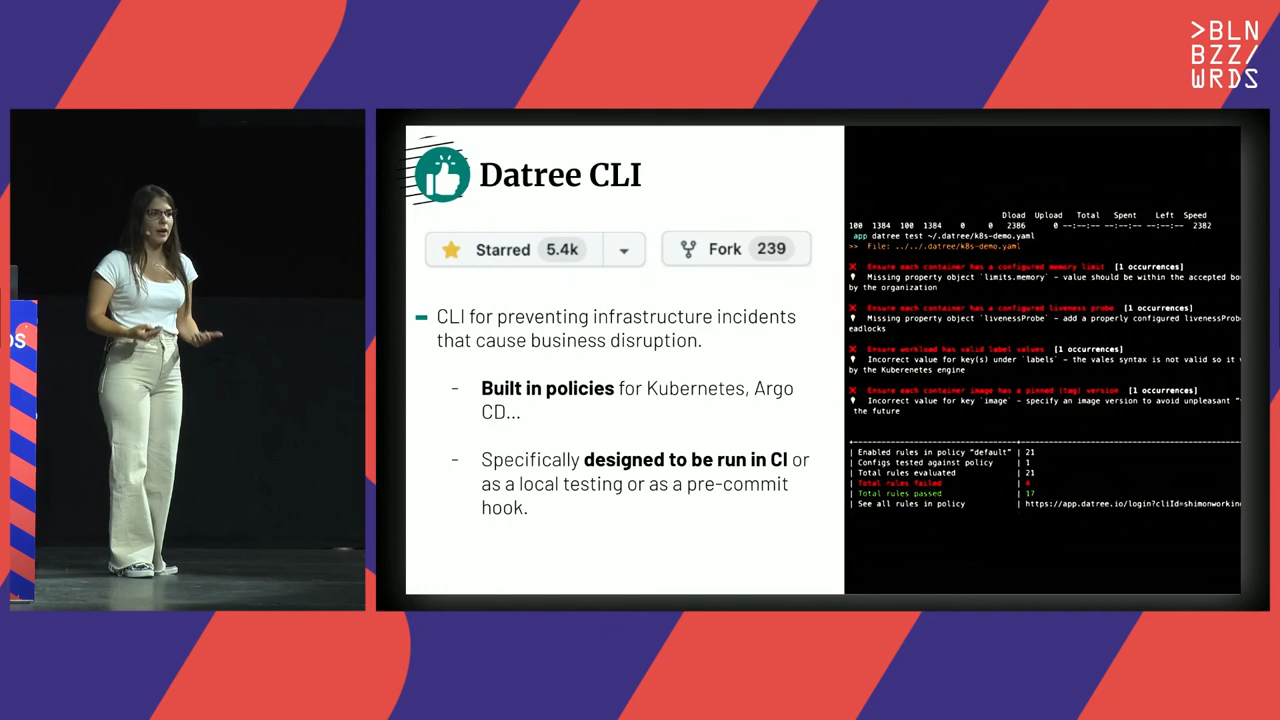 >BLN
BZZ/
WRDS
Datree CLI
Starred 5.4k
Fork 239
CLI for preventing infrastructure incidents
that cause business disruption.
- Built in policies for Kubernetes, Argo
CD...
- Specifically designed to be run in CI or
as a local testing or as a pre-commit
hook.
Dload Upload Total Spent Left Speed
100 1384 100 1384 0 0 2386 0 --:--:-- --:--:-- --:--:-- 2382
app datree test ~/.datree/k8s-demo.yaml
>> File: ../../.datree/k8s-demo.yaml
Ensure each container has a configured memory limit [1 occurrences]
Missing property object `limits.memory` - value should be within the accepted bo
by the organization
Ensure each container has a configured liveness probe [1 occurrences]
Missing property object `livenessProbe` - add a properly configured livenessProbe
eadlocks
Ensure workload has valid label values [1 occurrences]
Incorrect value for key(s) under `labels` - the vales syntax is not valid so it
by the Kuberenetes engine
Ensure each container image has a pinned (tag) version [1 occurrences]
Incorrect value for key `image` - specify an image version to avoid unpleasant "
the future
| Enabled rules in policy "default" | 21
| Configs tested against policy | 1
| Total rules evaluated | 21
| Total rules failed | 4
| Total rules passed | 17
| See all rules in policy | https://app.datree.io/login?cliId=shimonworkin
DS